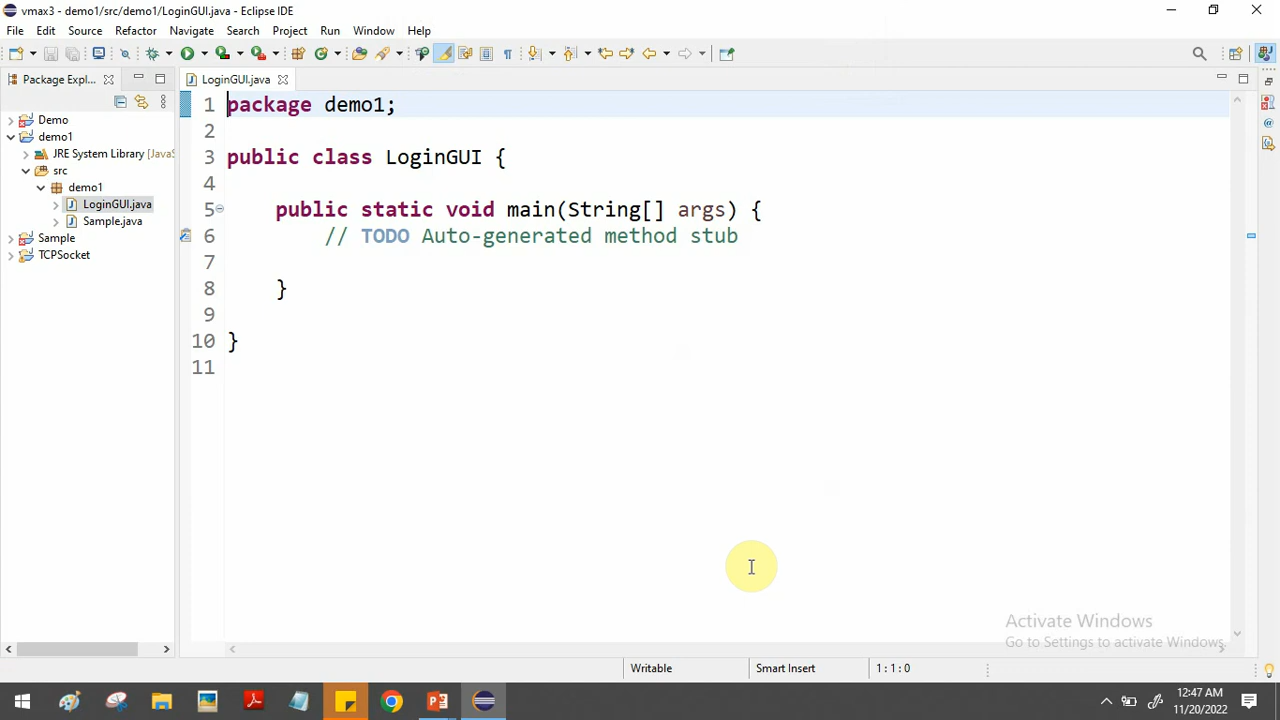 vmax3 - demo1/src/demo1/LoginGUI.java - Eclipse IDE
File Edit Source Refactor Navigate Search Project Run Window Help
Package Expl...
LoginGUI.java
Demo
demo1
JRE System Library [JavaS
src
demo1
LoginGUI.java
Sample.java
Sample
TCPSocket
1 package demo1;
2
3 public class LoginGUI {
4
5 public static void main(String[] args) {
6 // TODO Auto-generated method stub
7
8 }
9
10 }
11
Activate Windows
Go to Settings to activate Windows.
Writable Smart Insert 1 : 1 : 0
12:47 AM
11/20/2022